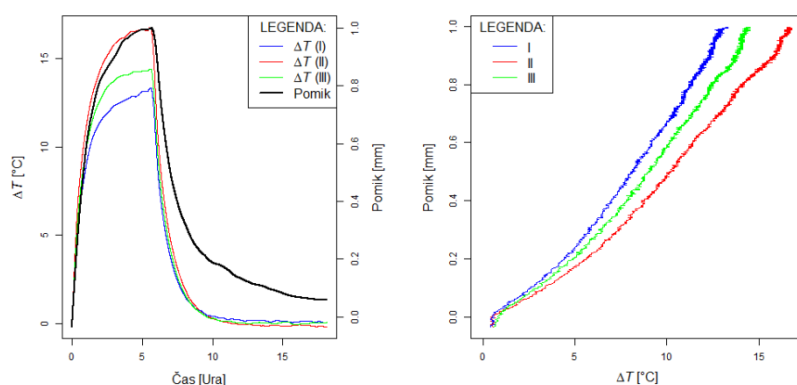 LEGENDA:
ΔT (I)
ΔT (II)
ΔT (III)
Pomik
ΔT [°C]
0
5
10
15
Čas [Ura]
0
5
10
15
Pomik [mm]
0.0
0.2
0.4
0.6
0.8
1.0
LEGENDA:
I
II
III
Pomik [mm]
0.0
0.2
0.4
0.6
0.8
1.0
ΔT [°C]
0
5
10
15